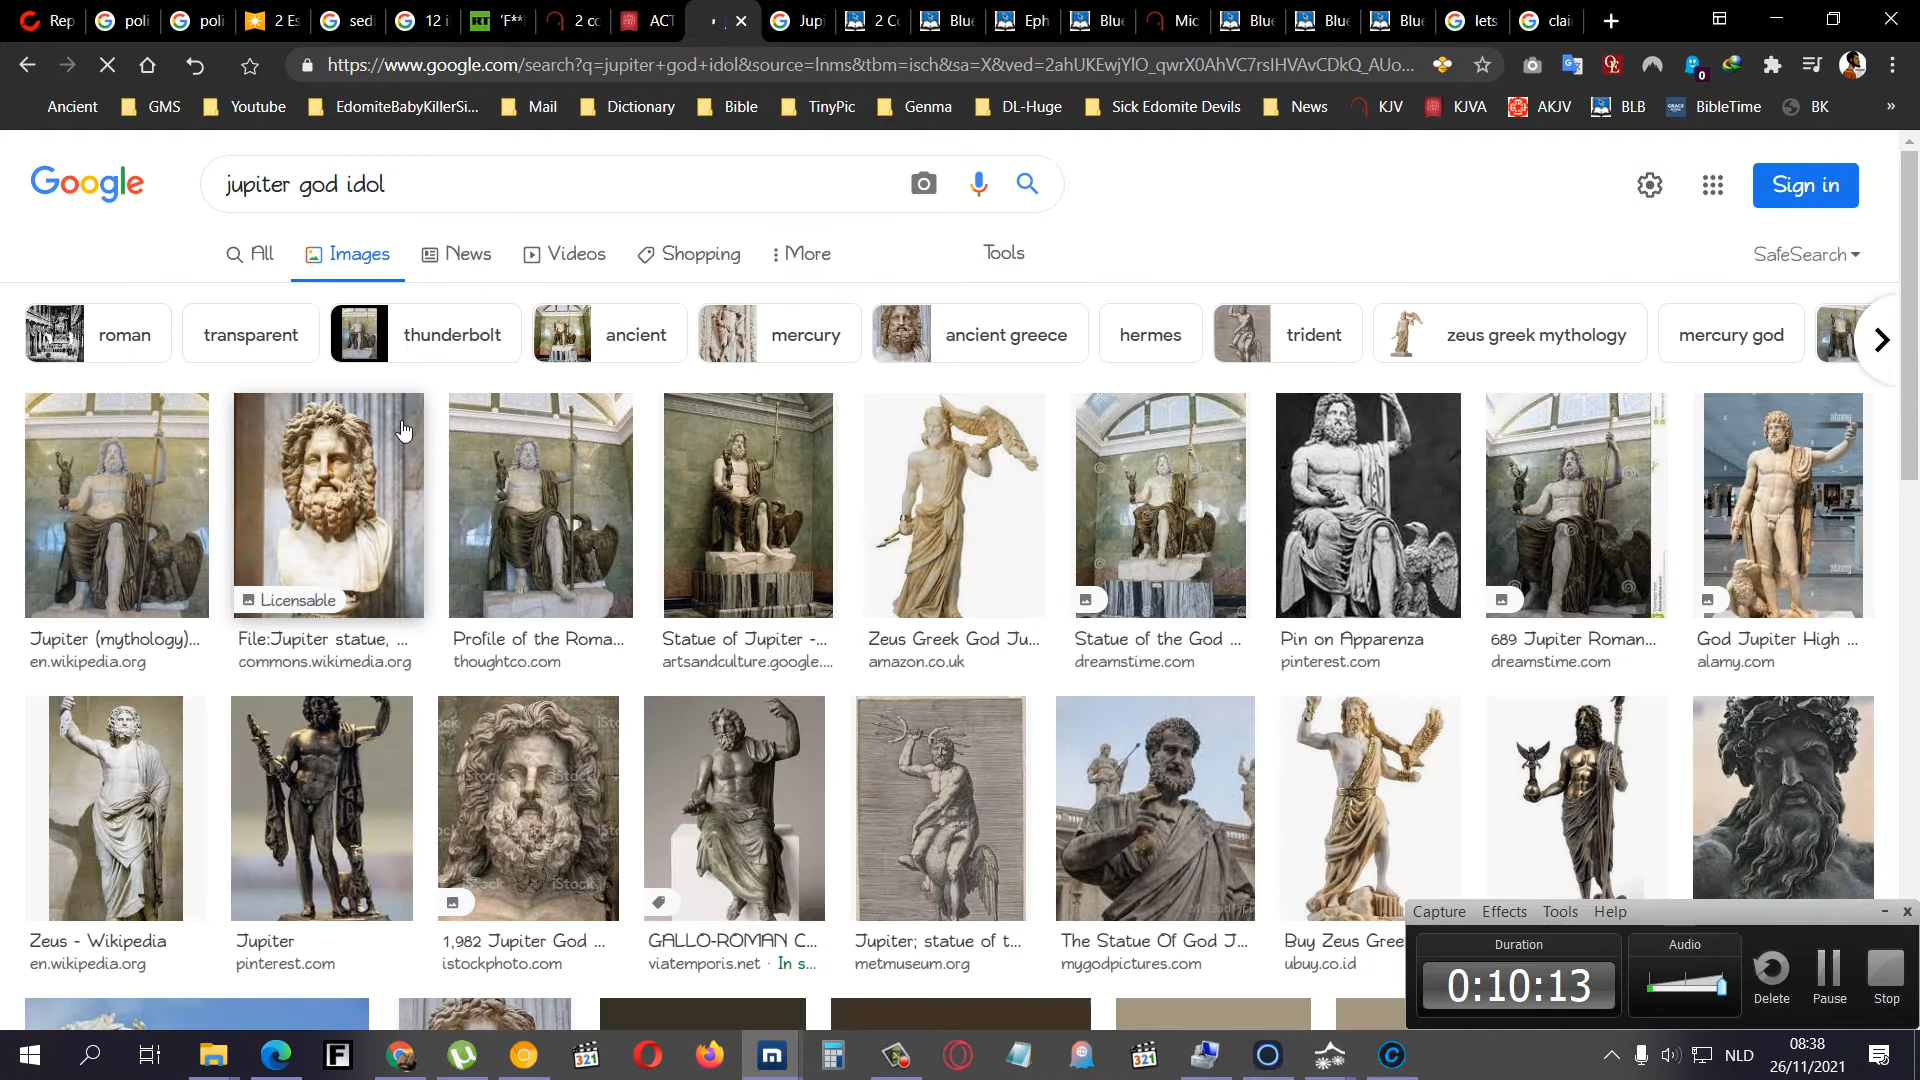 Rep
poli
poli
2 Es
sedi
12 i
'F**
2 co
ACT
Jupi
2 Co
Blue
Eph
Blue
Mic
Blue
Blue
Blue
lets
clai
https://www.google.com/search?q=jupiter+god+idol&source=lnms&tbm=isch&sa=X&ved=2ahUKEwjYlO_qwrX0AhVC7rsIHVAvCDkQ_AUo...
0
Ancient
GMS
Youtube
EdomiteBabyKillerSi...
Mail
Dictionary
Bible
TinyPic
Genma
DL-Huge
Sick Edomite Devils
News
KJV
KJVA
AKJV
BLB
BibleTime
BK
»
Google
jupiter god idol
Sign in
All
Images
News
Videos
Shopping
More
Tools
SafeSearch
roman
transparent
thunderbolt
ancient
mercury
ancient greece
hermes
trident
zeus greek mythology
mercury god
Licensable
Jupiter (mythology)...
en.wikipedia.org
File:Jupiter statue, ...
commons.wikimedia.org
Profile of the Roma...
thoughtco.com
Statue of Jupiter -...
artsandculture.google....
Zeus Greek God Ju...
amazon.co.uk
Statue of the God ...
dreamstime.com
Pin on Apparenza
pinterest.com
689 Jupiter Roman...
dreamstime.com
God Jupiter High ...
alamy.com
Zeus - Wikipedia
en.wikipedia.org
Jupiter
pinterest.com
1,982 Jupiter God ...
istockphoto.com
GALLO-ROMAN C...
viatemporis.net · In s...
Jupiter; statue of t...
metmuseum.org
The Statue Of God J...
mygodpictures.com
Buy Zeus Gree
ubuy.co.id
Capture
Effects
Tools
Help
Duration
0:10:13
Audio
Delete
Pause
Stop
NLD
08:38
26/11/2021